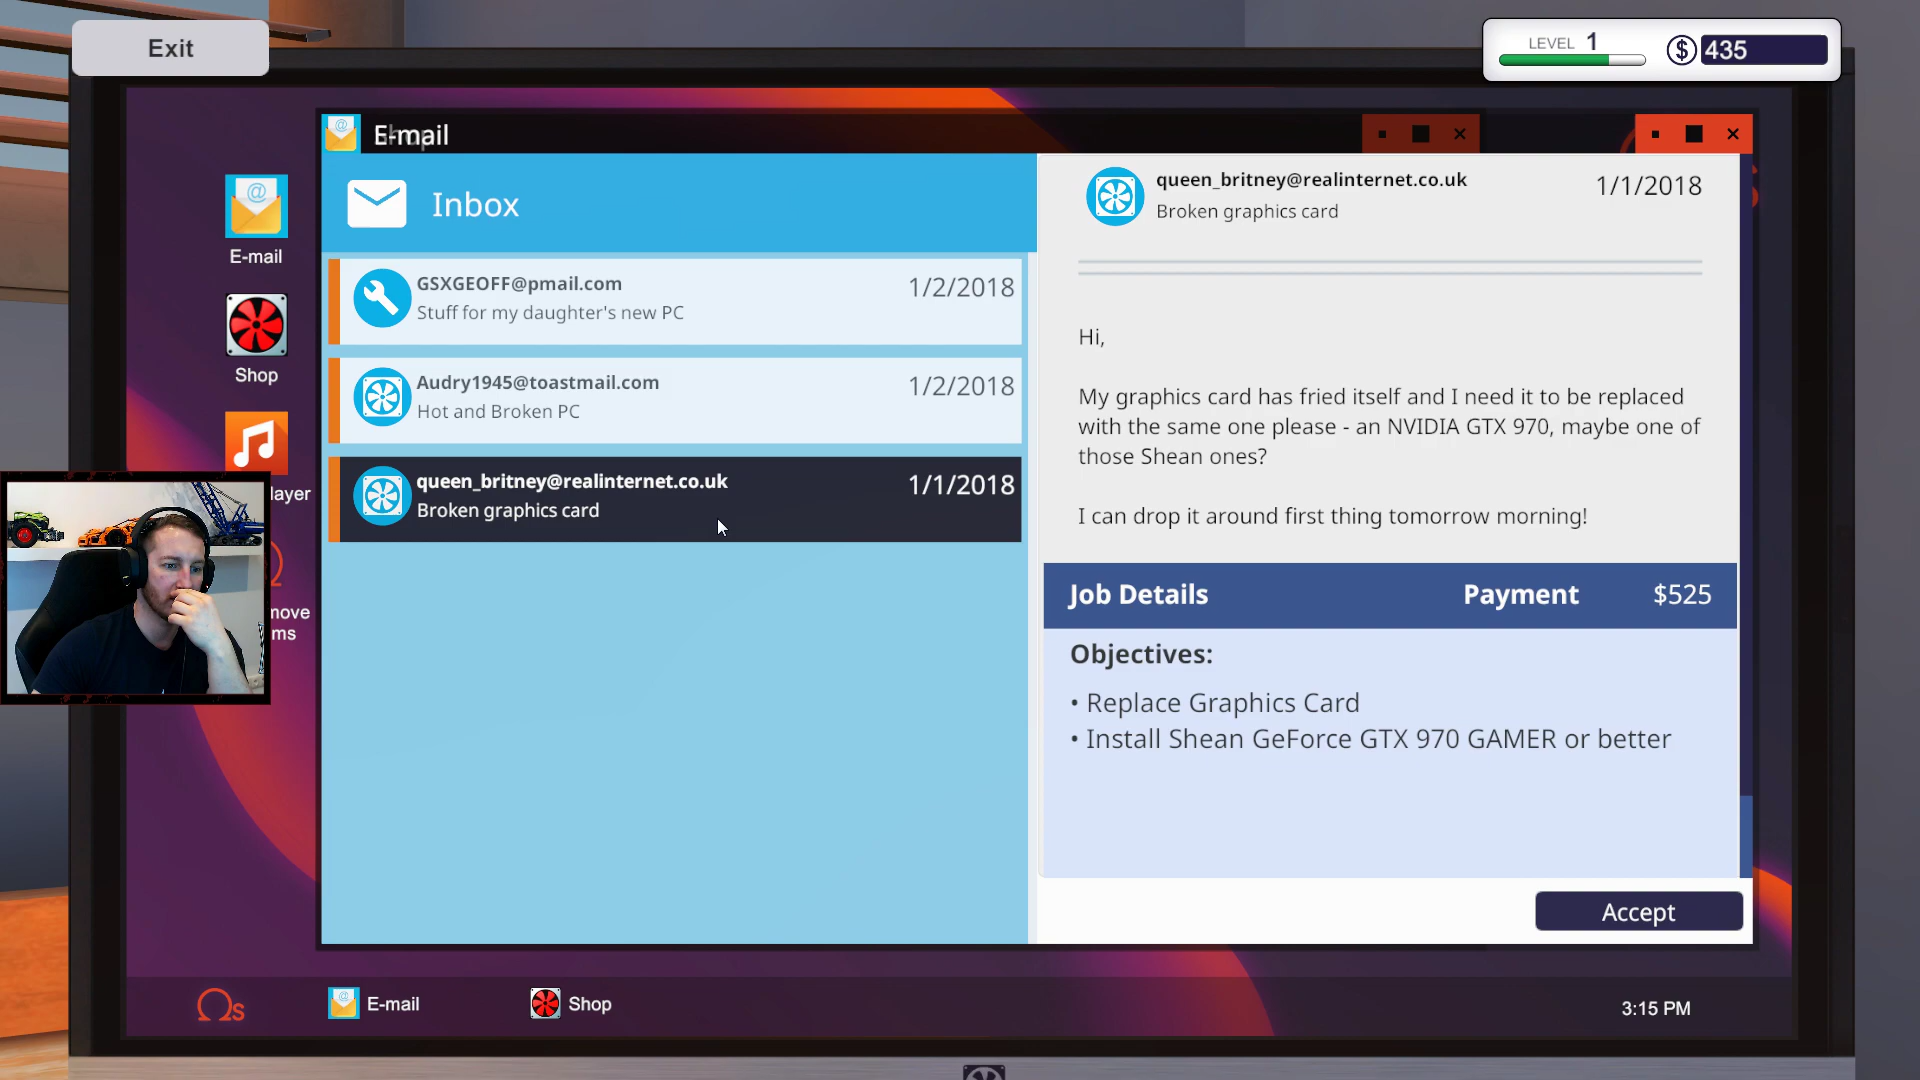 Exit
LEVEL 1
$ 435
E-mail
E-mail
Shop
layer
nove
ms
Inbox
GSXGEOFF@pmail.com
1/2/2018
Stuff for my daughter's new PC
Audry1945@toastmail.com
1/2/2018
Hot and Broken PC
queen_britney@realinternet.co.uk
1/1/2018
Broken graphics card
queen_britney@realinternet.co.uk
1/1/2018
Broken graphics card
Hi,
My graphics card has fried itself and I need it to be replaced
with the same one please - an NVIDIA GTX 970, maybe one of
those Shean ones?
I can drop it around first thing tomorrow morning!
Job Details Payment $525
Objectives:
• Replace Graphics Card
• Install Shean GeForce GTX 970 GAMER or better
Accept
Ωs
E-mail
Shop
3:15 PM